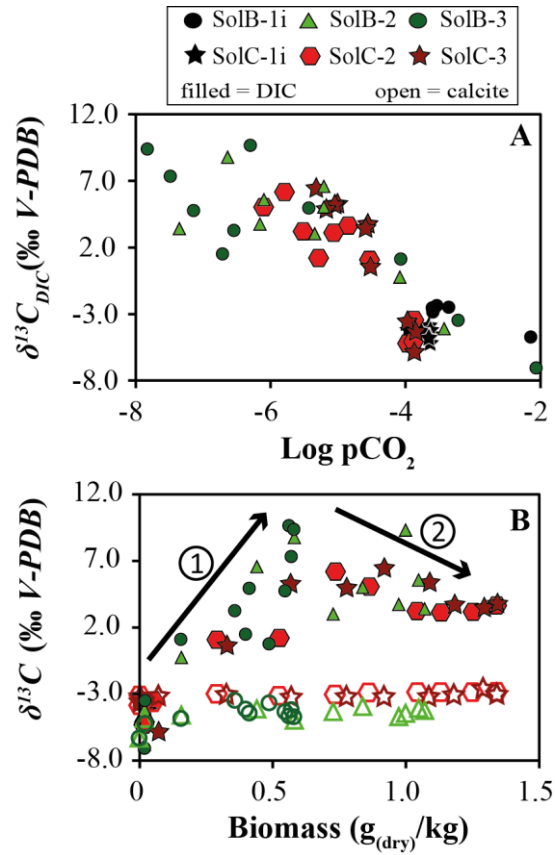 SolB-1i SolB-2 SolB-3
SolC-1i SolC-2 SolC-3
filled = DIC open = calcite
A
12.0
7.0
2.0
-3.0
-8.0
δ¹³C_DIC (‰ V-PDB)
-8 -6 -4 -2
Log pCO₂
B
12.0
7.0
2.0
-3.0
-8.0
δ¹³C (‰ V-PDB)
1
2
0 0.5 1.0 1.5
Biomass (g(dry)/kg)